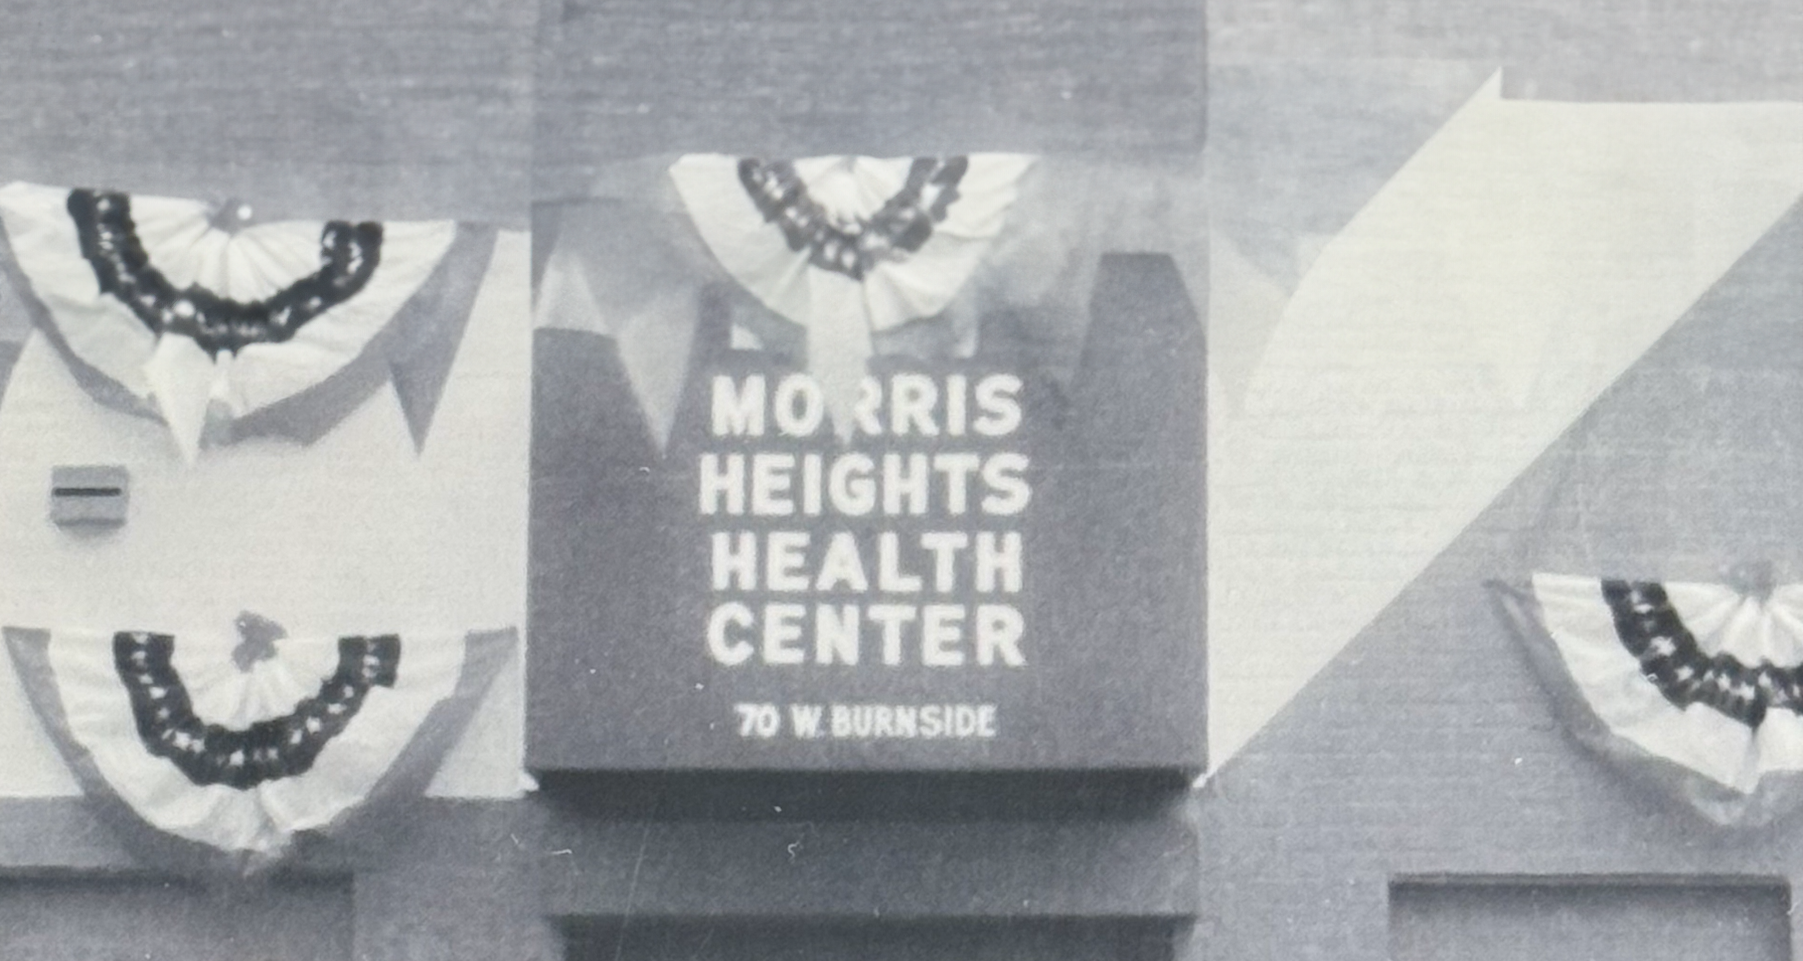 MORRIS
HEIGHTS
HEALTH
CENTER
70 W. BURNSIDE